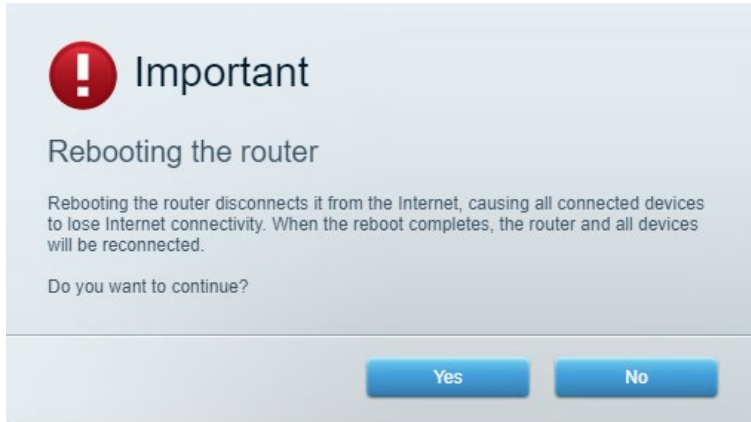 Important
Rebooting the router
Rebooting the router disconnects it from the Internet, causing all connected devices
to lose Internet connectivity. When the reboot completes, the router and all devices
will be reconnected.
Do you want to continue?
Yes No